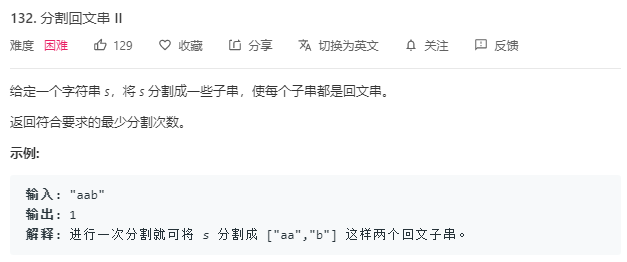 132. 分割回文串 II
难度 困难 129 收藏 分享 切换为英文 关注 反馈
给定一个字符串 s，将 s 分割成一些子串，使每个子串都是回文串。
返回符合要求的最少分割次数。
示例:
输入: "aab"
输出: 1
解释: 进行一次分割就可将 s 分割成 ["aa","b"] 这样两个回文子串。